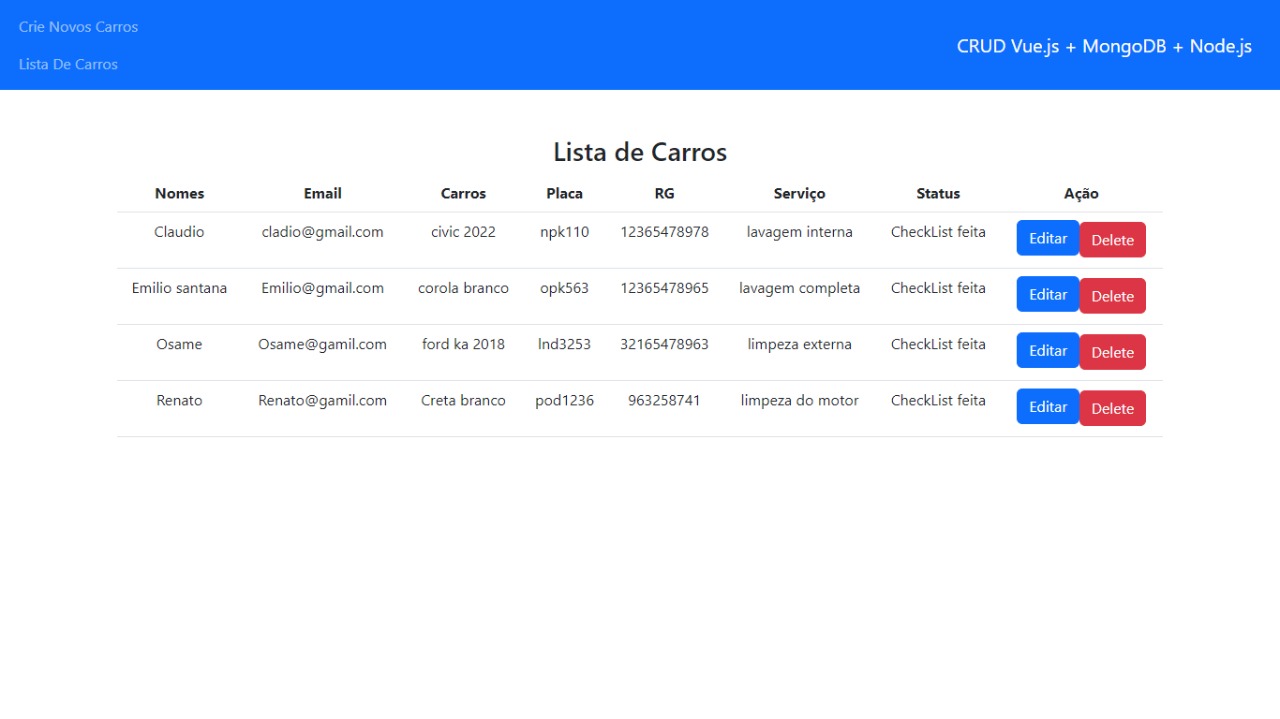 Crie Novos Carros
Lista De Carros
CRUD Vue.js + MongoDB + Node.js
Lista de Carros
Nomes Email Carros Placa RG Serviço Status Ação
Claudio cladio@gmail.com civic 2022 npk110 12365478978 lavagem interna CheckList feita Editar Delete
Emilio santana Emilio@gmail.com corola branco opk563 12365478965 lavagem completa CheckList feita Editar Delete
Osame Osame@gamil.com ford ka 2018 lnd3253 32165478963 limpeza externa CheckList feita Editar Delete
Renato Renato@gamil.com Creta branco pod1236 963258741 limpeza do motor CheckList feita Editar Delete